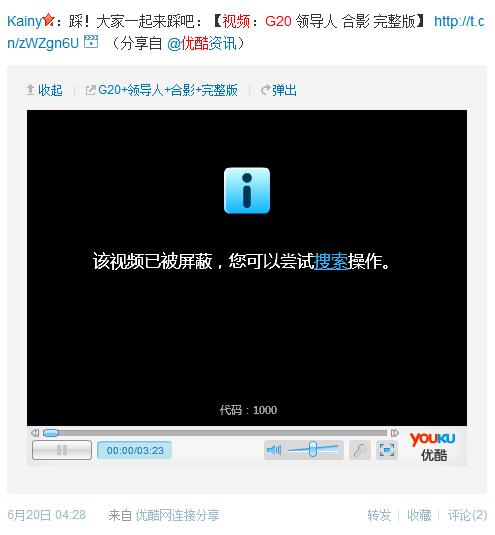 Kainy：踩！大家一起来踩吧：【视频：G20 领导人 合影 完整版】 http://t.c
n/zWZgn6U （分享自 @优酷资讯）
收起 | G20+领导人+合影+完整版 | 弹出
该视频已被屏蔽，您可以尝试搜索操作。
代码：1000
00:00/03:23
YOUKU
优酷
6月20日 04:28 来自 优酷网连接分享 转发 | 收藏 | 评论(2)